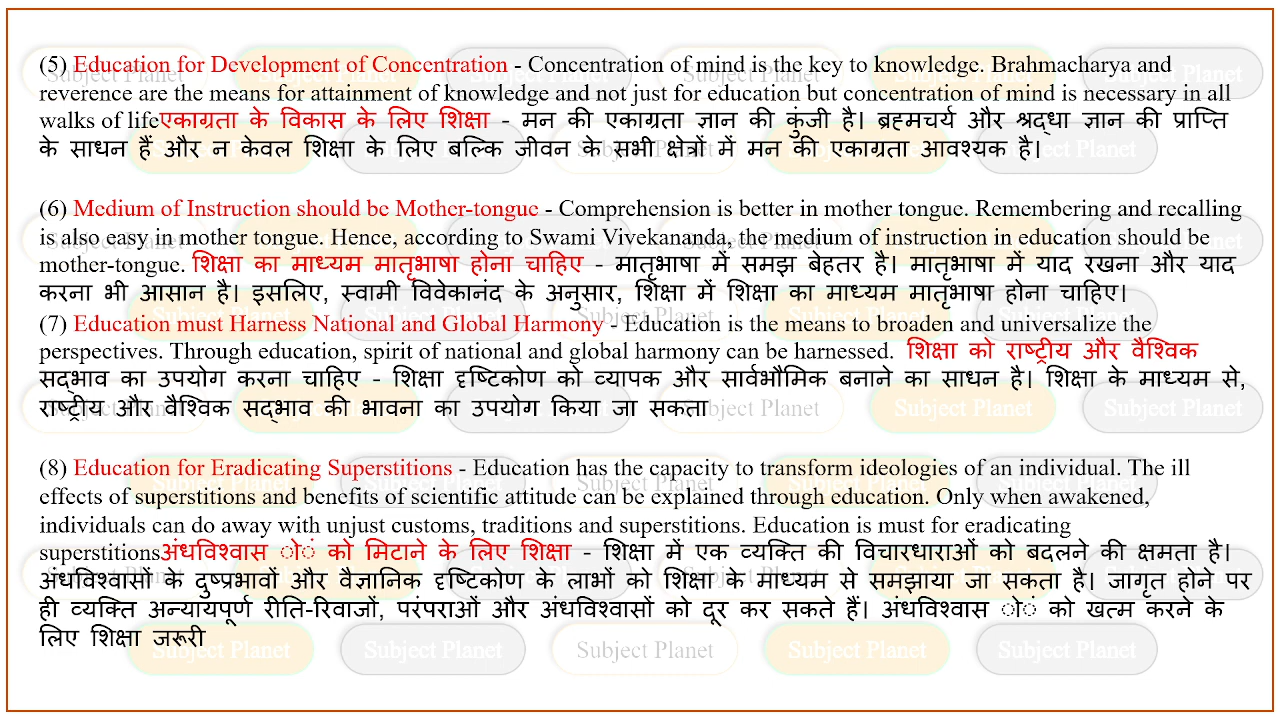 (5) Education for Development of Concentration - Concentration of mind is the key to knowledge. Brahmacharya and
reverence are the means for attainment of knowledge and not just for education but concentration of mind is necessary in all
walks of lifeएकाग्रता के विकास के लिए शिक्षा - मन की एकाग्रता ज्ञान की कुंजी है। ब्रह्मचर्य और श्रद्धा ज्ञान की प्राप्ति
के साधन हैं और न केवल शिक्षा के लिए बल्कि जीवन के सभी क्षेत्रों में मन की एकाग्रता आवश्यक है।
(6) Medium of Instruction should be Mother-tongue - Comprehension is better in mother tongue. Remembering and recalling
is also easy in mother tongue. Hence, according to Swami Vivekananda, the medium of instruction in education should be
mother-tongue. शिक्षा का माध्यम मातृभाषा होना चाहिए - मातृभाषा में समझ बेहतर है। मातृभाषा में याद रखना और याद
करना भी आसान है। इसलिए, स्वामी विवेकानंद के अनुसार, शिक्षा में शिक्षा का माध्यम मातृभाषा होना चाहिए।
(7) Education must Harness National and Global Harmony - Education is the means to broaden and universalize the
perspectives. Through education, spirit of national and global harmony can be harnessed. शिक्षा को राष्ट्रीय और वैश्विक
सद्भाव का उपयोग करना चाहिए - शिक्षा दृष्टिकोण को व्यापक और सार्वभौमिक बनाने का साधन है। शिक्षा के माध्यम से,
राष्ट्रीय और वैश्विक सद्भाव की भावना का उपयोग किया जा सकता
(8) Education for Eradicating Superstitions - Education has the capacity to transform ideologies of an individual. The ill
effects of superstitions and benefits of scientific attitude can be explained through education. Only when awakened,
individuals can do away with unjust customs, traditions and superstitions. Education is must for eradicating
superstitionsअंधविश्वास ों को मिटाने के लिए शिक्षा - शिक्षा में एक व्यक्ति की विचारधाराओं को बदलने की क्षमता है।
अंधविश्वासों के दुष्प्रभावों और वैज्ञानिक दृष्टिकोण के लाभों को शिक्षा के माध्यम से समझाया जा सकता है। जागृत होने पर
ही व्यक्ति अन्यायपूर्ण रीति-रिवाजों, परंपराओं और अंधविश्वासों को दूर कर सकते हैं। अंधविश्वास ों को खत्म करने के
लिए शिक्षा जरूरी
Subject Planet Subject Planet Subject Planet Subject Planet Subject Planet